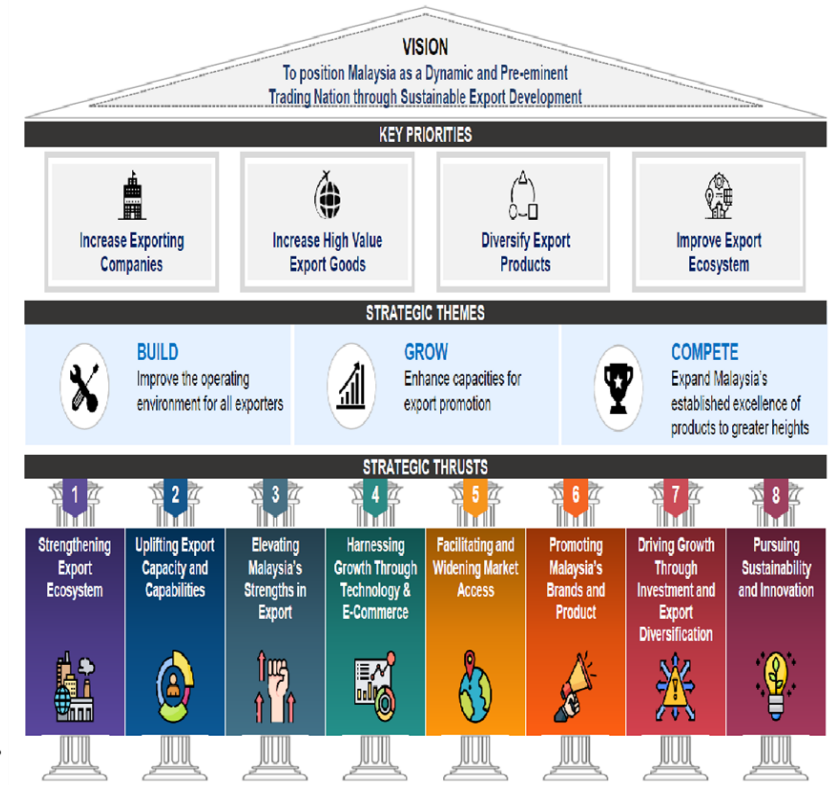 VISION
To position Malaysia as a Dynamic and Pre-eminent
Trading Nation through Sustainable Export Development
KEY PRIORITIES
Increase Exporting
Companies
Increase High Value
Export Goods
Diversify Export
Products
Improve Export
Ecosystem
STRATEGIC THEMES
BUILD
Improve the operating
environment for all exporters
GROW
Enhance capacities for
export promotion
COMPETE
Expand Malaysia's
established excellence of
products to greater heights
STRATEGIC THRUSTS
1
Strengthening
Export
Ecosystem
2
Uplifting Export
Capacity and
Capabilities
3
Elevating
Malaysia's
Strengths in
Export
4
Harnessing
Growth Through
Technology &
E-Commerce
5
Facilitating and
Widening Market
Access
6
Promoting
Malaysia's
Brands and
Product
7
Driving Growth
Through
Investment and
Export
Diversification
8
Pursuing
Sustainability
and Innovation